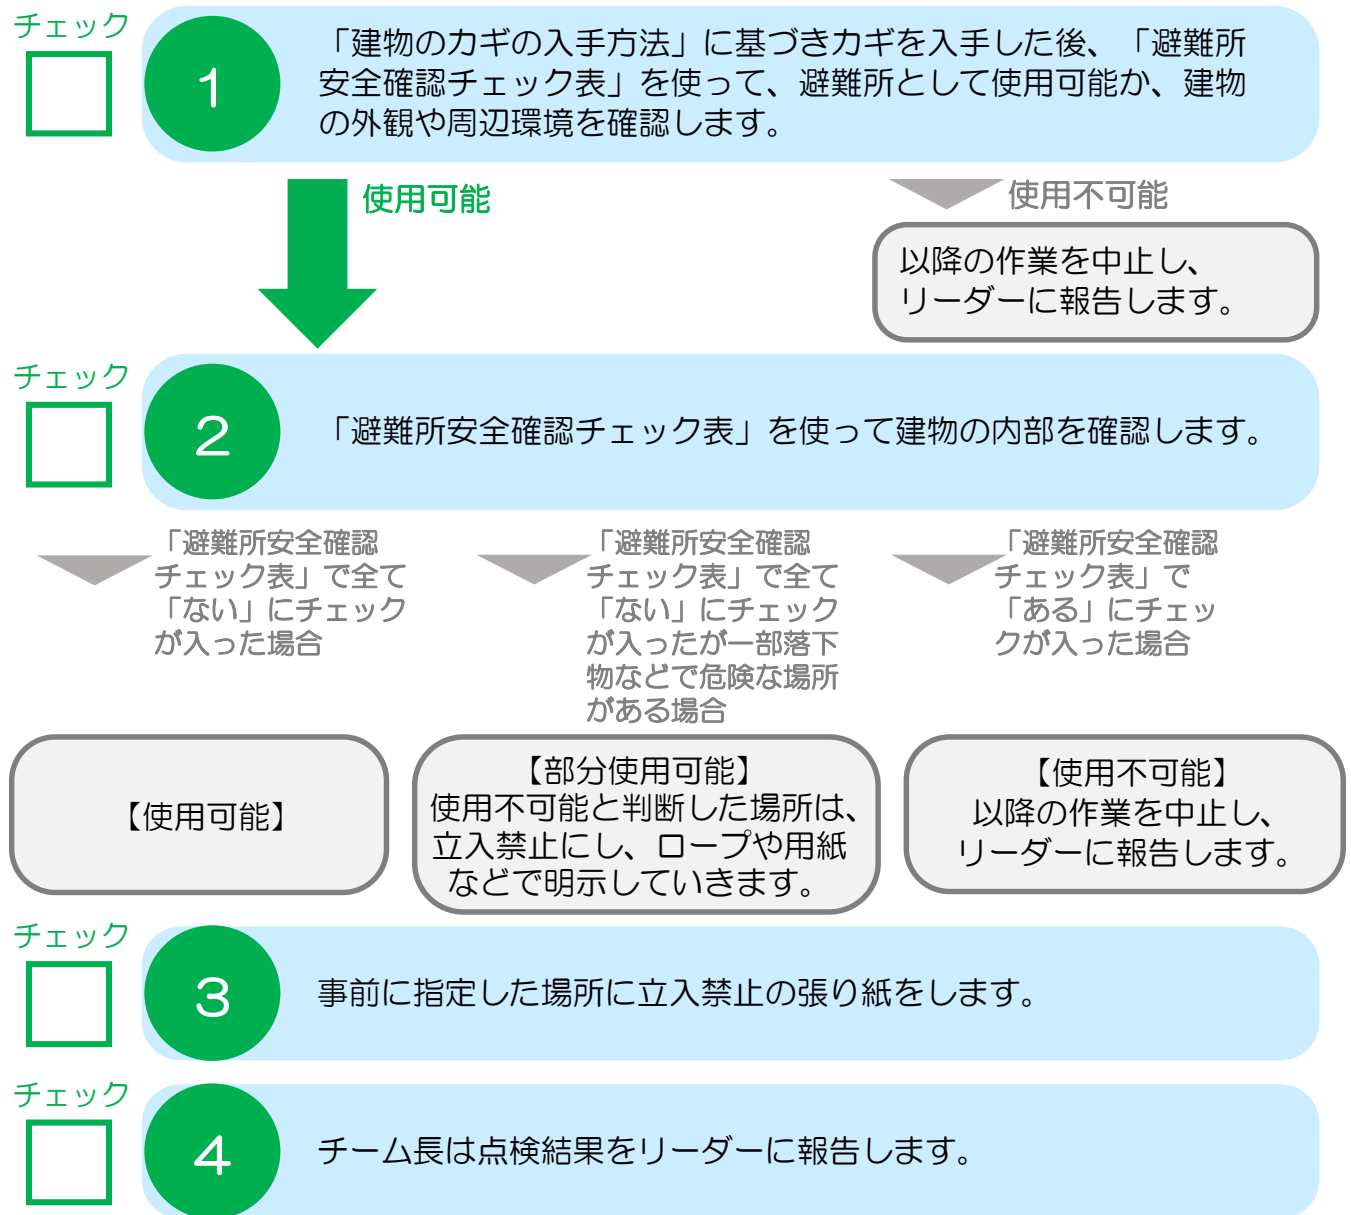 チェック
1
「建物のカギの入手方法」に基づきカギを入手した後、「避難所
安全確認チェック表」を使って、避難所として使用可能か、建物
の外観や周辺環境を確認します。
使用可能
使用不可能
以降の作業を中止し、
リーダーに報告します。
チェック
2
「避難所安全確認チェック表」を使って建物の内部を確認します。
「避難所安全確認
チェック表」で全て
「ない」にチェック
が入った場合
「避難所安全確認
チェック表」で全て
「ない」にチェック
が入ったが一部落下
物などで危険な場所
がある場合
「避難所安全確認
チェック表」で
「ある」にチェッ
クが入った場合
【使用可能】
【部分使用可能】
使用不可能と判断した場所は、
立入禁止にし、ロープや用紙
などで明示していきます。
【使用不可能】
以降の作業を中止し、
リーダーに報告します。
チェック
3
事前に指定した場所に立入禁止の張り紙をします。
チェック
4
チーム長は点検結果をリーダーに報告します。